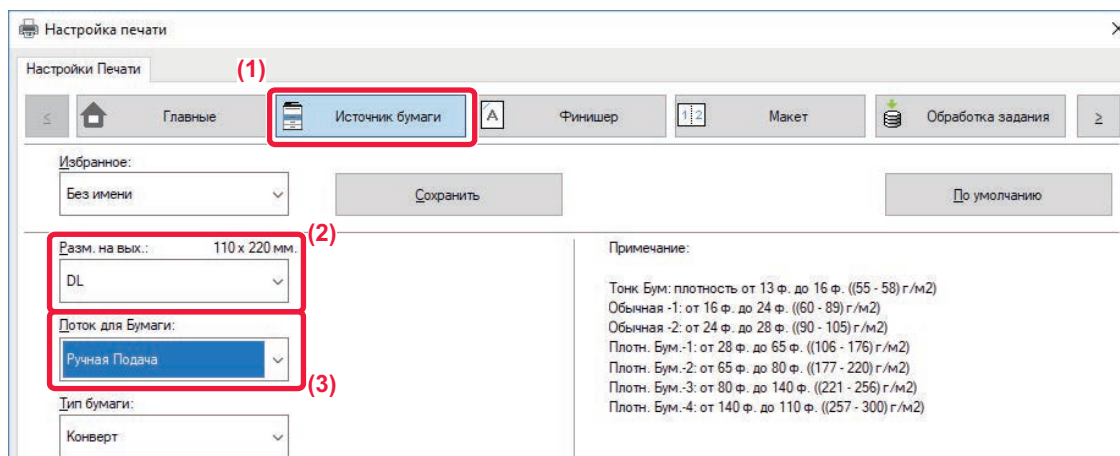 Настройка печати
Настройки Печати
(1)
< Главные Источник бумаги A Финишер 1 2 Макет Обработка задания >
Избранное:
Без имени Сохранить По умолчанию
(2)
Разм. на вых.: 110 x 220 мм.
DL
Лоток для Бумаги:
Ручная Подача
(3)
Тип бумаги:
Конверт
Примечание:
Тонк Бум: плотность от 13 ф. до 16 ф. ((55 - 58) г/м2)
Обычная -1: от 16 ф. до 24 ф. ((60 - 89) г/м2)
Обычная -2: от 24 ф. до 28 ф. ((90 - 105) г/м2)
Плотн. Бум.-1: от 28 ф. до 65 ф. ((106 - 176) г/м2)
Плотн. Бум.-2: от 65 ф. до 80 ф. ((177 - 220) г/м2)
Плотн. Бум.-3: от 80 ф. до 140 ф. ((221 - 256) г/м2)
Плотн. Бум.-4: от 140 ф. до 110 ф. ((257 - 300) г/м2)